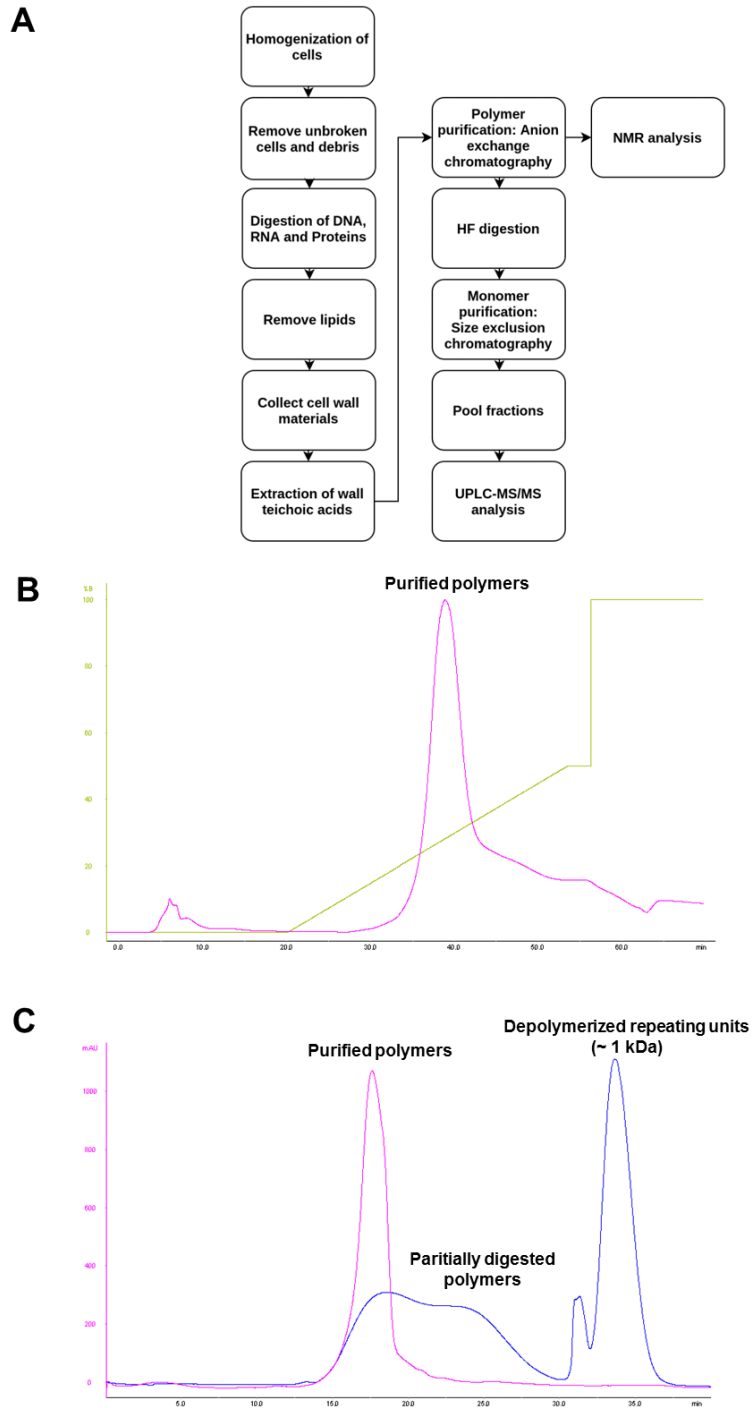 A
Homogenization of
cells
Remove unbroken
cells and debris
Digestion of DNA,
RNA and Proteins
Remove lipids
Collect cell wall
materials
Extraction of wall
teichoic acids
Polymer
purification: Anion
exchange
chromatography
NMR analysis
HF digestion
Monomer
purification:
Size exclusion
chromatography
Pool fractions
UPLC-MS/MS
analysis
B
Purified polymers
%B
100
80
60
40
20
0
0.0 10.0 20.0 30.0 40.0 50.0 60.0 min
C
Depolymerized repeating units
(~ 1 kDa)
Purified polymers
mAU
1000
800
600
400
200
0
Paritially digested
polymers
5.0 10.0 15.0 20.0 25.0 30.0 35.0 min